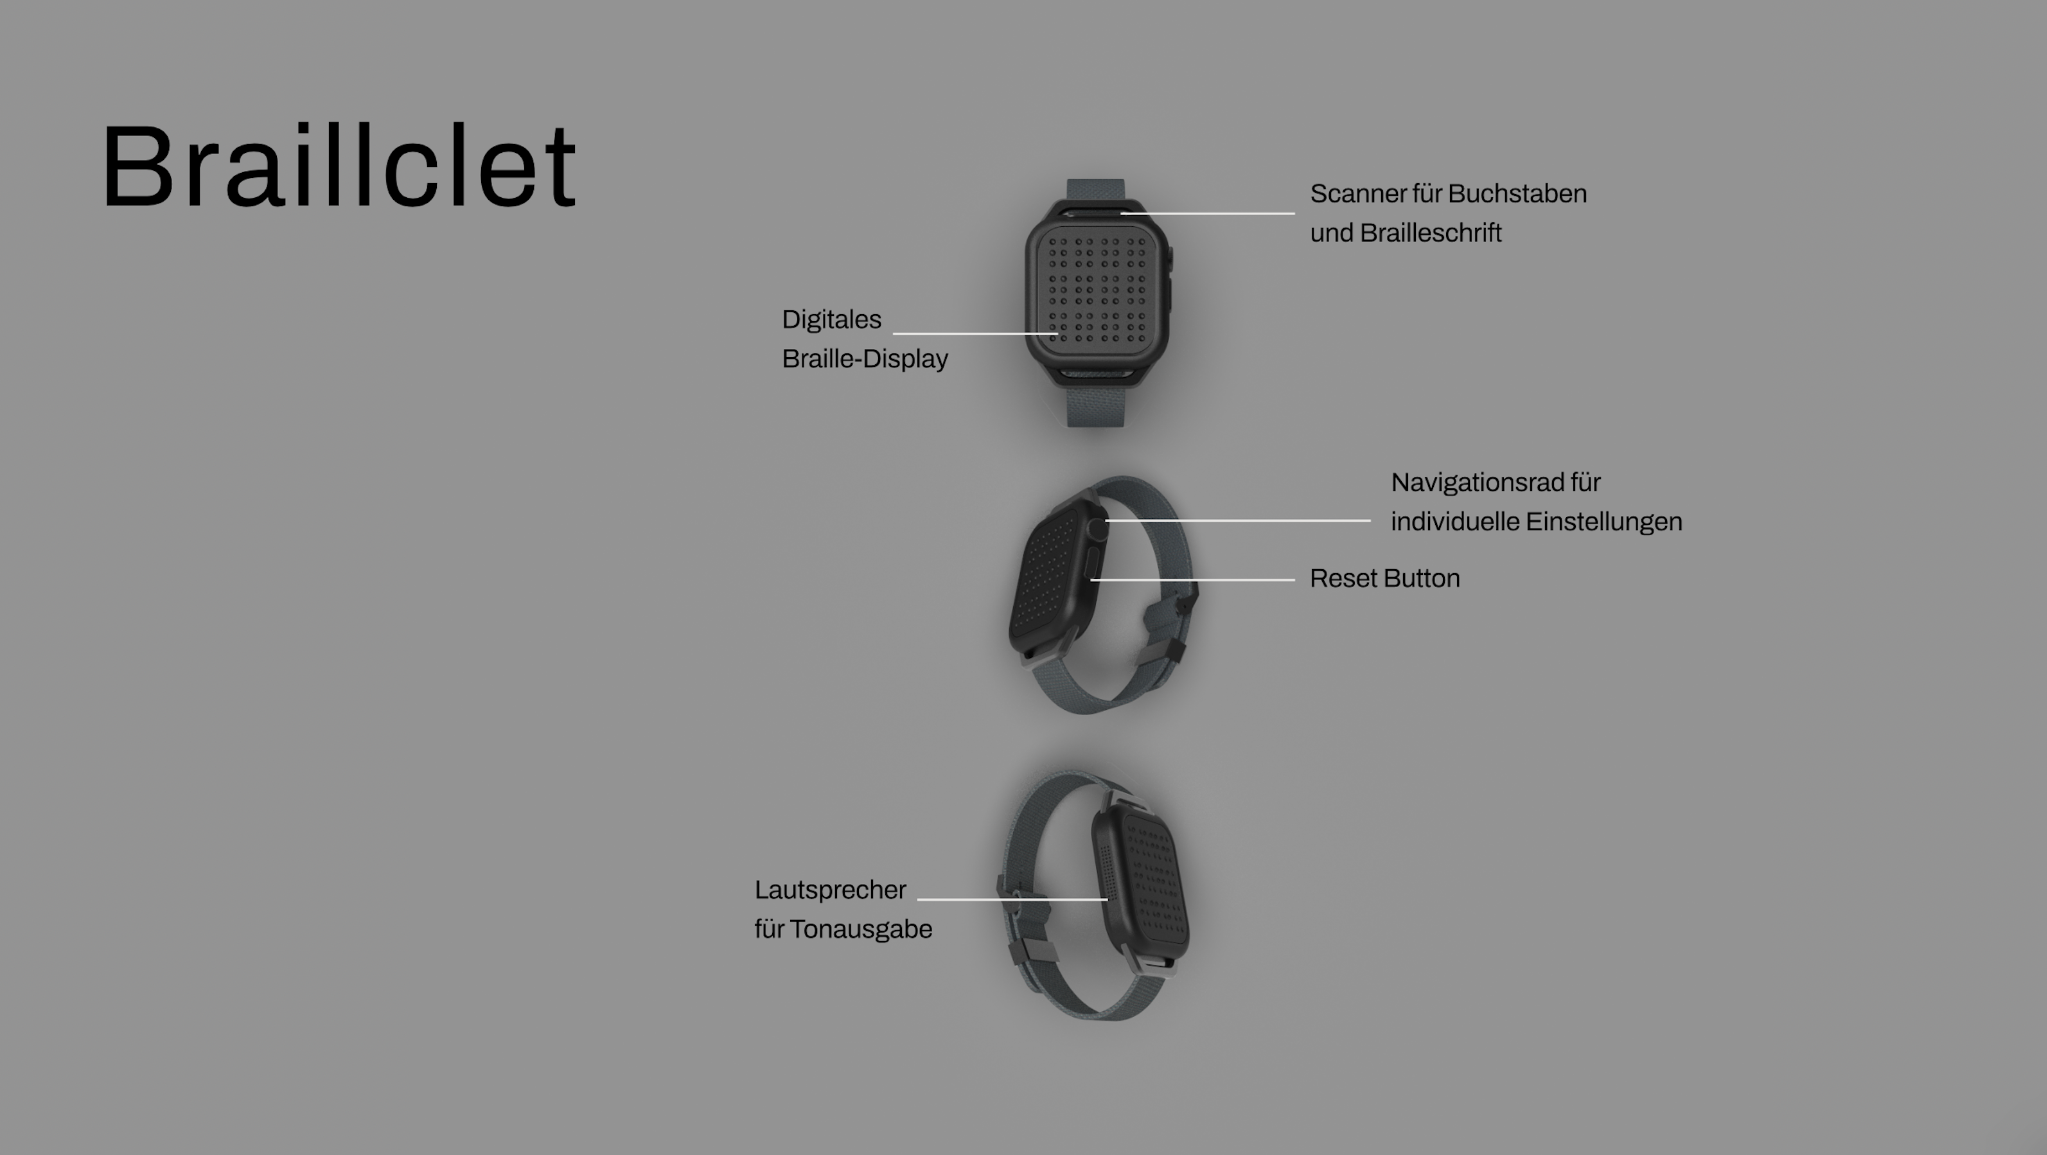 Braillclet
Scanner für Buchstaben
und Brailleschrift
Digitales
Braille-Display
Navigationsrad für
individuelle Einstellungen
Reset Button
Lautsprecher
für Tonausgabe